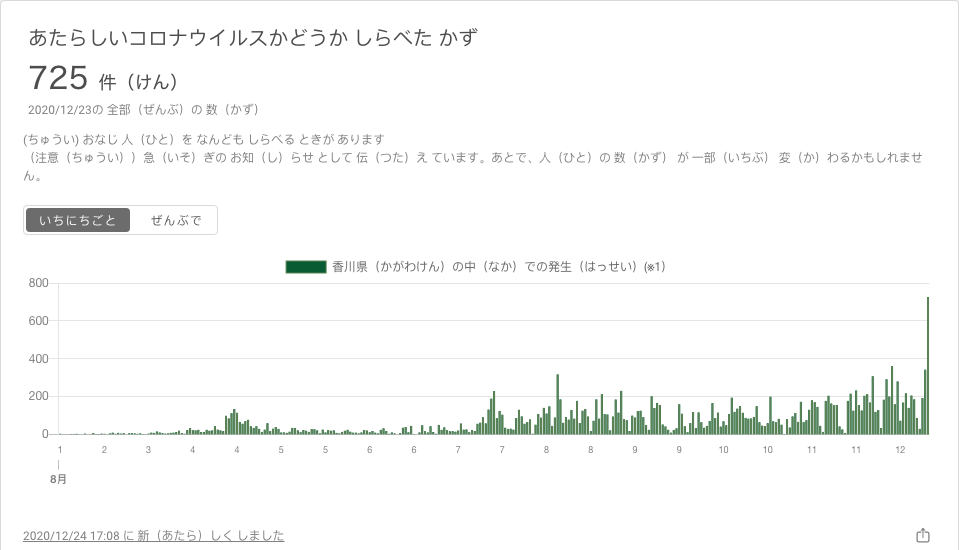 あたらしいコロナウイルスかどうか しらべた かず
725 件（けん）
2020/12/23の 全部（ぜんぶ）の 数（かず）
(ちゅうい) おなじ 人（ひと）を なんども しらべる ときが あります
（注意（ちゅうい））急（いそ）ぎの お知（し）らせ として 伝（つた）え ています。あとで、人（ひと）の 数（かず） が 一部（いちぶ） 変（か）わるかもしれませ
ん。
いちにちごと ぜんぶで
香川県（かがわけん）の中（なか）での発生（はっせい）(※1)
800
600
400
200
0
1 2 3 4 4 5 5 6 6 7 7 8 8 9 9 10 10 11 11 12
8月
2020/12/24 17:08 に 新（あたら）しく しました